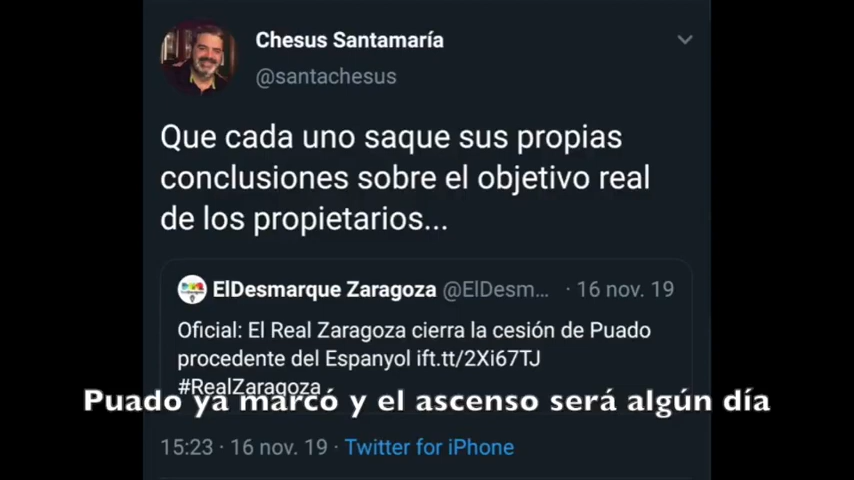 Chesus Santamaría
@santachesus
Que cada uno saque sus propias
conclusiones sobre el objetivo real
de los propietarios...
ElDesmarque Zaragoza @ElDesm... · 16 nov. 19
Oficial: El Real Zaragoza cierra la cesión de Puado
procedente del Espanyol ift.tt/2Xi67TJ
#RealZaragoza
Puado ya marcó y el ascenso será algún día
15:23 · 16 nov. 19 · Twitter for iPhone